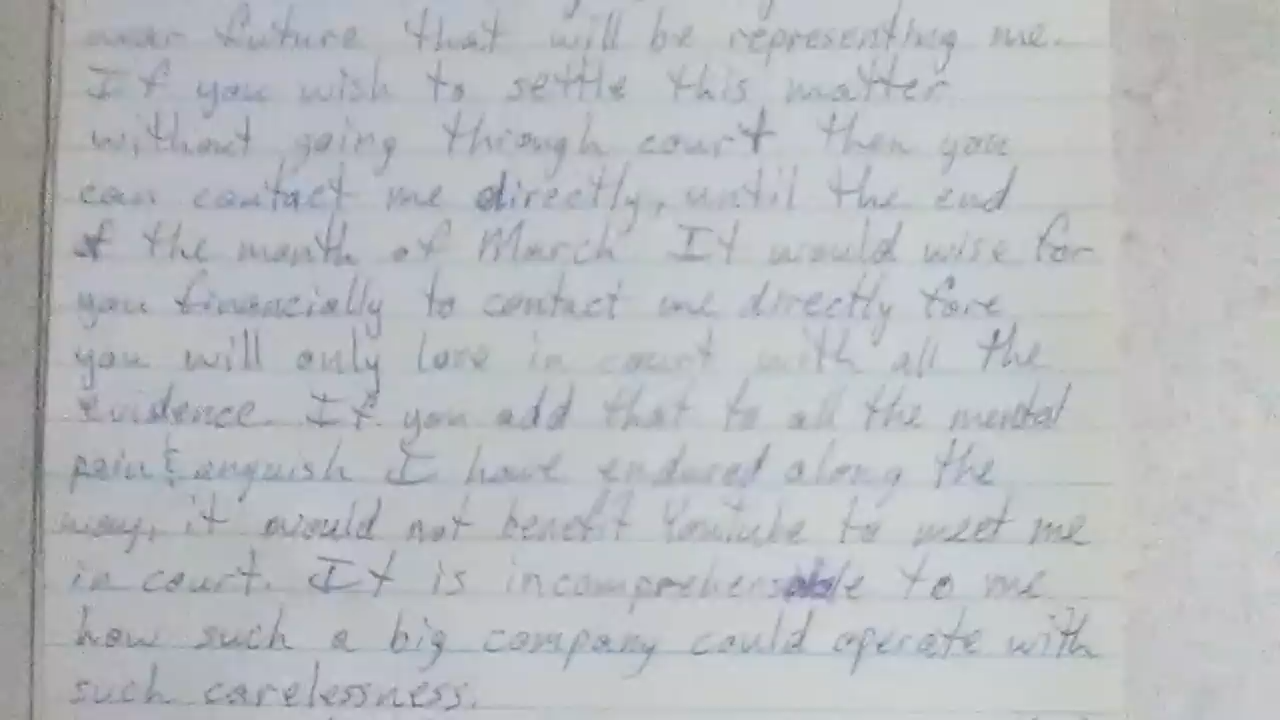 near future that will be representing me.
If you wish to settle this matter
without going through court then you
can contact me directly, until the end
of the month of March It would wise for
you financially to contact me directly fore
you will only lose in court with all the
evidence. If you add that to all the mental
pain & anguish I have endured along the
way, it would not benefit Youtube to meet me
in court. It is incomprehensable to me
how such a big company could operate with
such carelessness.